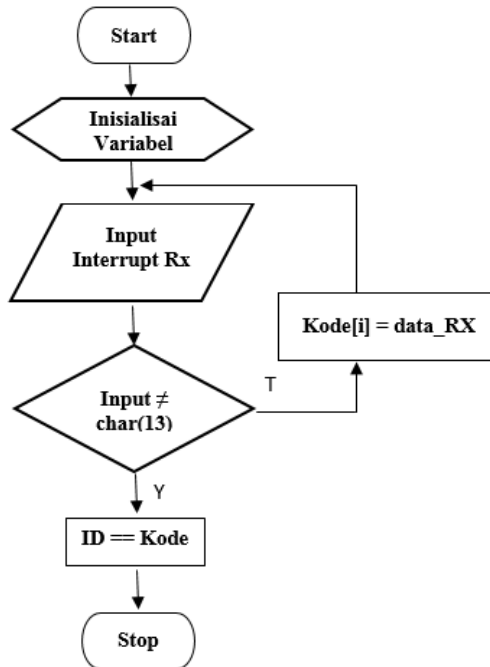 Start
Inisialisai
Variabel
Input
Interrupt Rx
Kode[i] = data_RX
Input ≠
char(13)
T
Y
ID == Kode
Stop